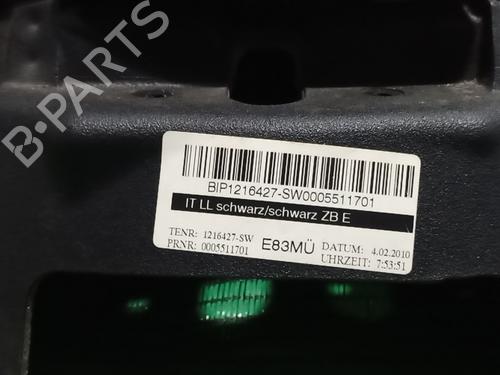 B-PARTS
BIP1216427-SW0005511701
IT LL schwarz/schwarz ZB E
TENR: 1216427-SW
PRNR: 0005511701
E83MÜ
DATUM: 4.02.2010
UHRZEIT: 7:53:51